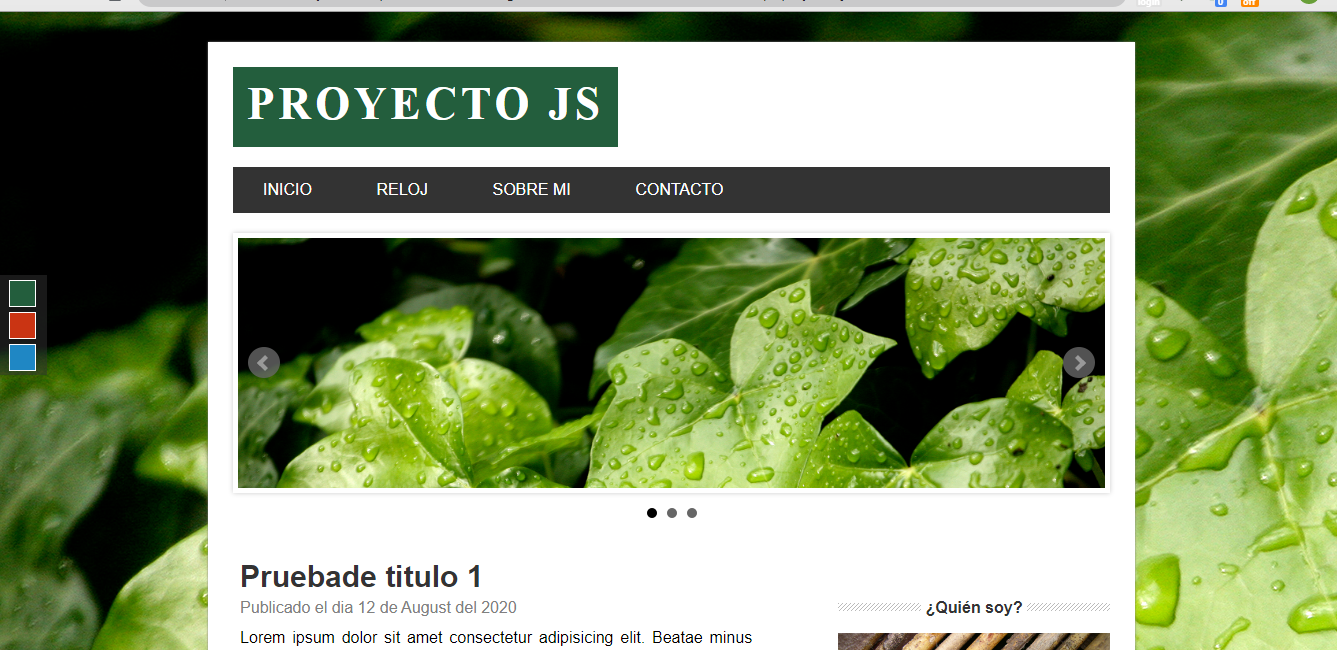 PROYECTO JS
INICIO RELOJ SOBRE MI CONTACTO
Pruebade titulo 1
Publicado el dia 12 de August del 2020
¿Quién soy?
Lorem ipsum dolor sit amet consectetur adipisicing elit. Beatae minus